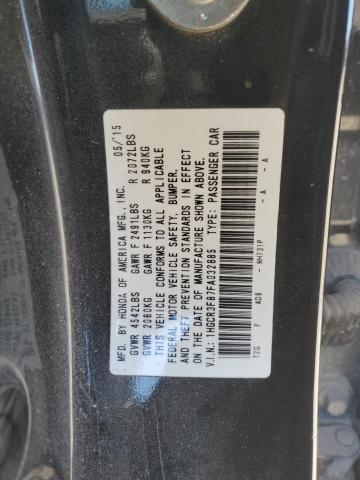 MFD. BY HONDA OF AMERICA MFG., INC. 05/'15
GVWR 4542LBS GAWR F 2491LBS R 2072LBS
GVWR 2060KG GAWR F 1130KG R 940KG
THIS VEHICLE CONFORMS TO ALL APPLICABLE
FEDERAL MOTOR VEHICLE SAFETY, BUMPER,
AND THEFT PREVENTION STANDARDS IN EFFECT
ON THE DATE OF MANUFACTURE SHOWN ABOVE.
V.I.N.: 1HGCR3F87FA032885 TYPE: PASSENGER CAR
T2G F AD8 - NH731P - A - A